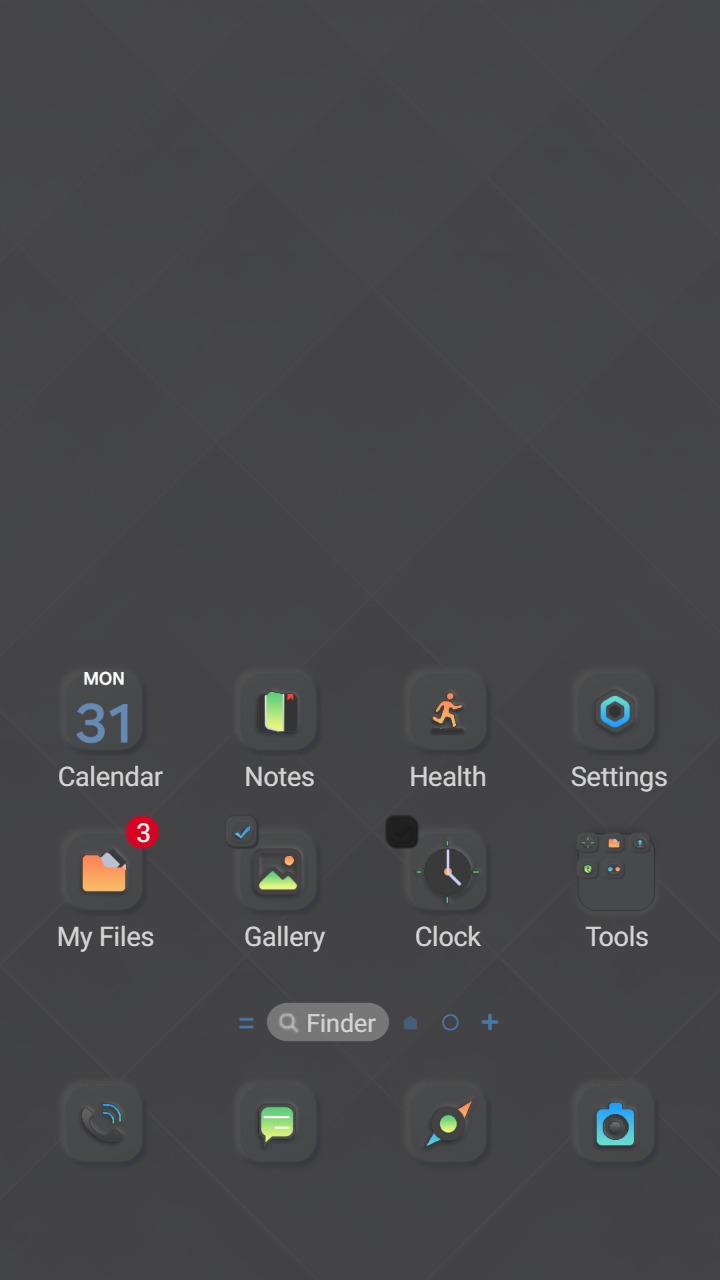 MON
31
Calendar
Notes
Health
Settings
3
My Files
Gallery
Clock
Tools
Finder